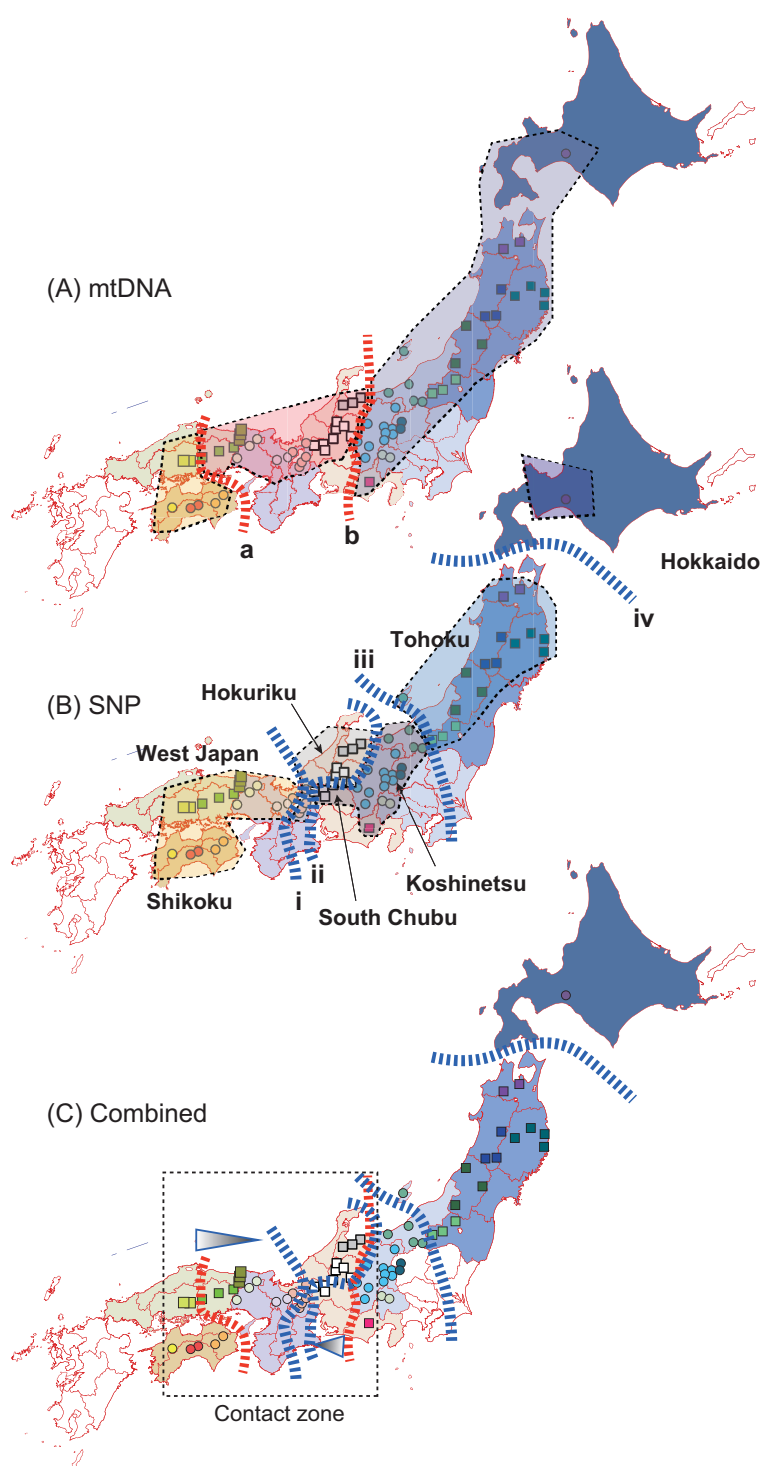 (A) mtDNA
a
b
Hokkaido
iv
Tohoku
iii
Hokuriku
(B) SNP
West Japan
Koshinetsu
ii
Shikoku
i
South Chubu
(C) Combined
Contact zone